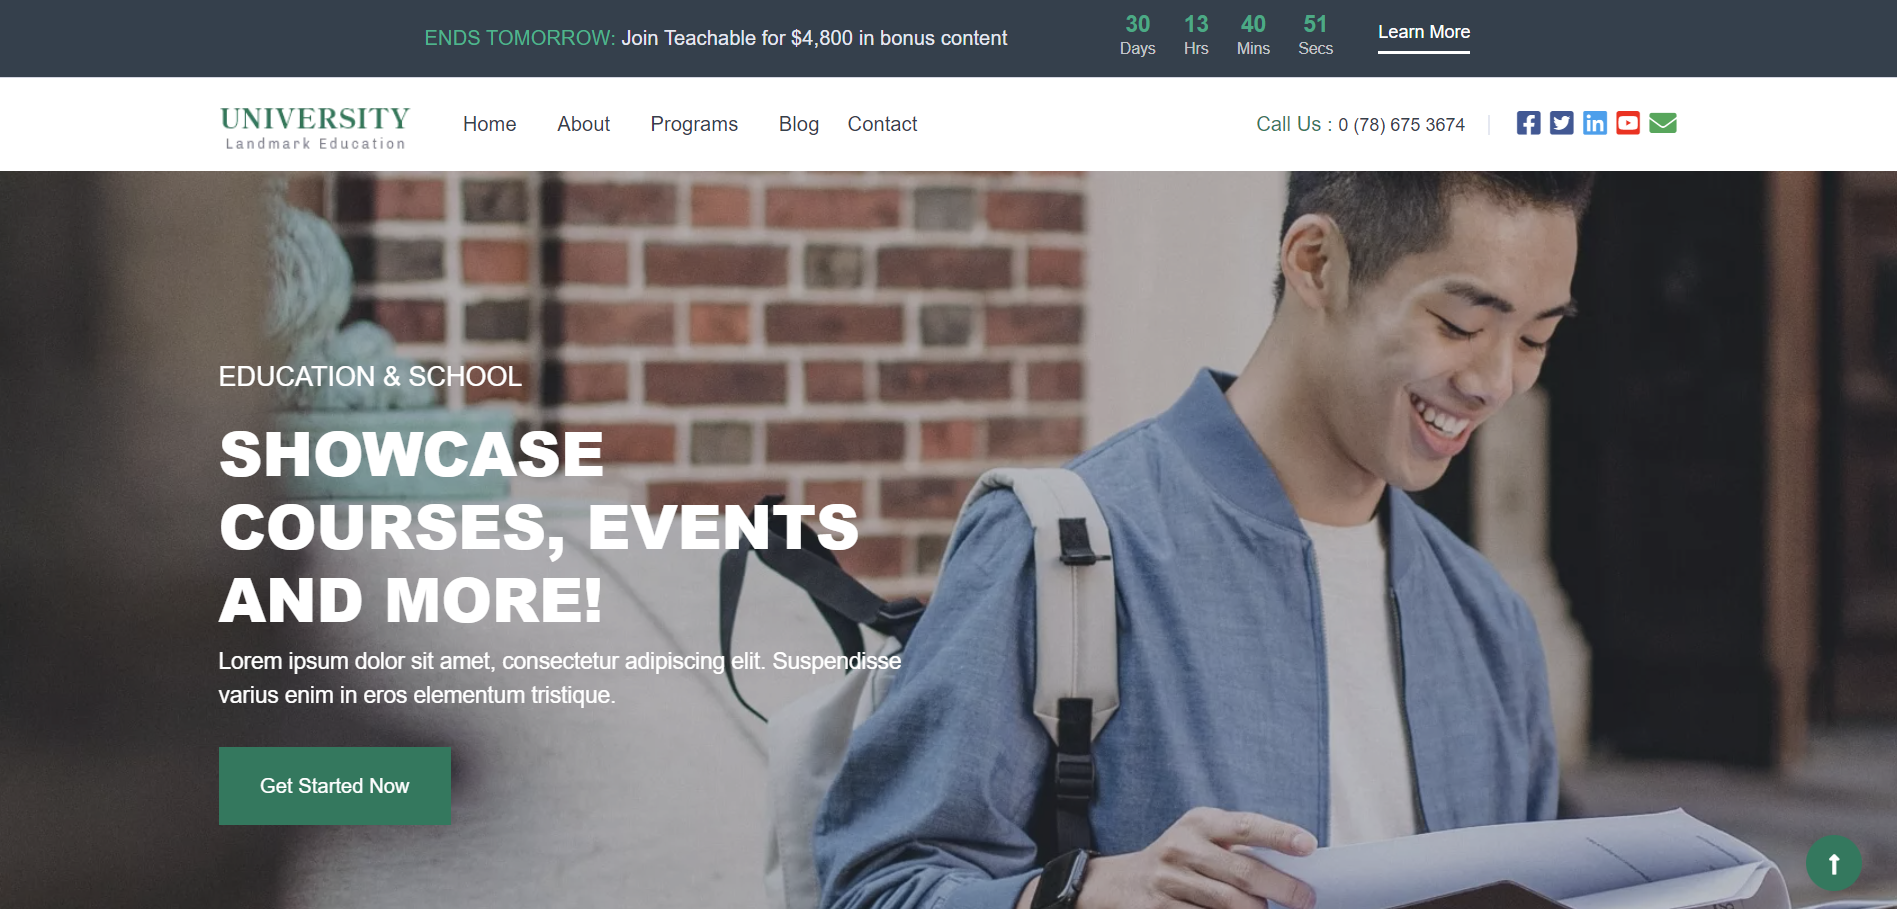 ENDS TOMORROW: Join Teachable for $4,800 in bonus content
30 13 40 51
Days Hrs Mins Secs
Learn More
UNIVERSITY
Landmark Education
Home About Programs Blog Contact
Call Us : 0 (78) 675 3674
EDUCATION & SCHOOL
SHOWCASE
COURSES, EVENTS
AND MORE!
Lorem ipsum dolor sit amet, consectetur adipiscing elit. Suspendisse
varius enim in eros elementum tristique.
Get Started Now